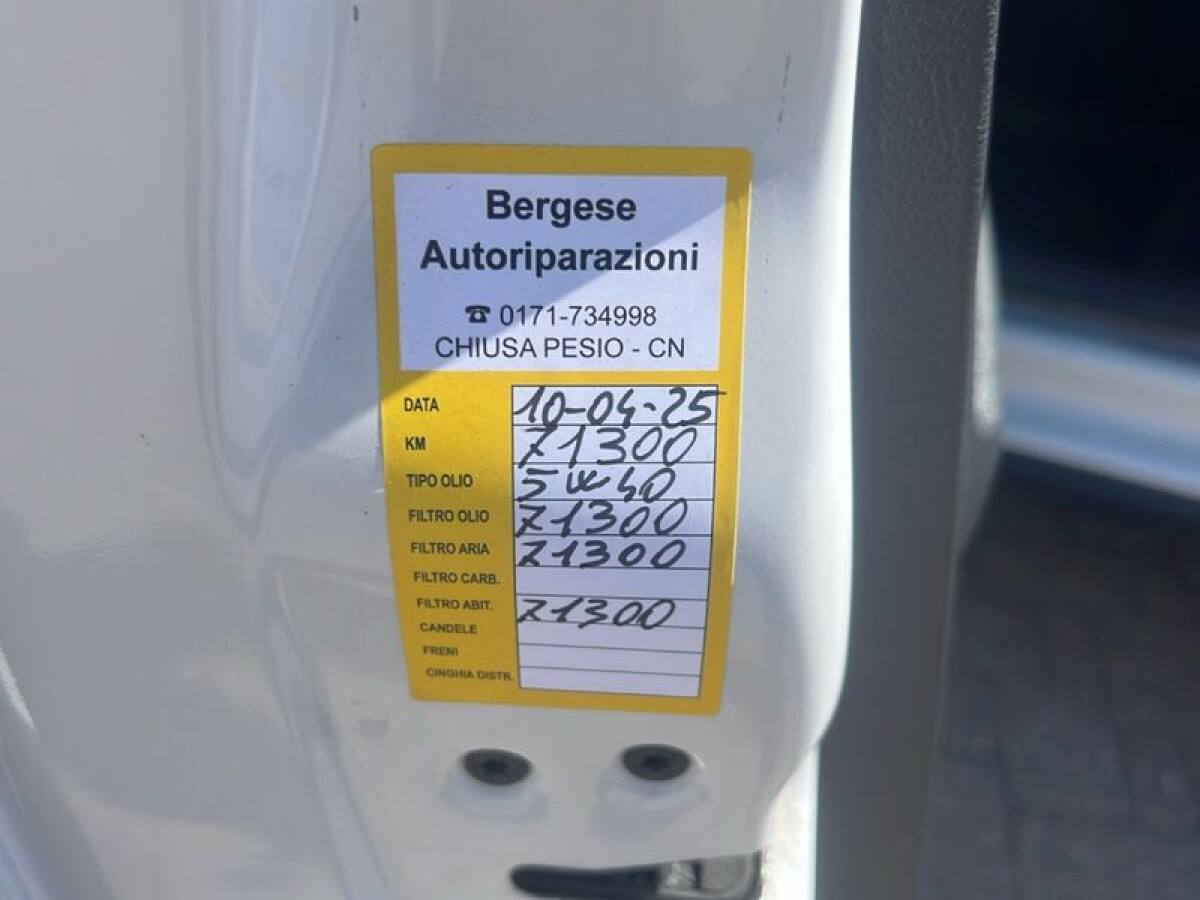 Bergese
Autoriparazioni
☎ 0171-734998
CHIUSA PESIO - CN
DATA 10-04-25
KM 71300
TIPO OLIO 5W40
FILTRO OLIO 71300
FILTRO ARIA 71300
FILTRO CARB.
FILTRO ABIT. 71300
CANDELE
FRENI
CINGHIA DISTR.